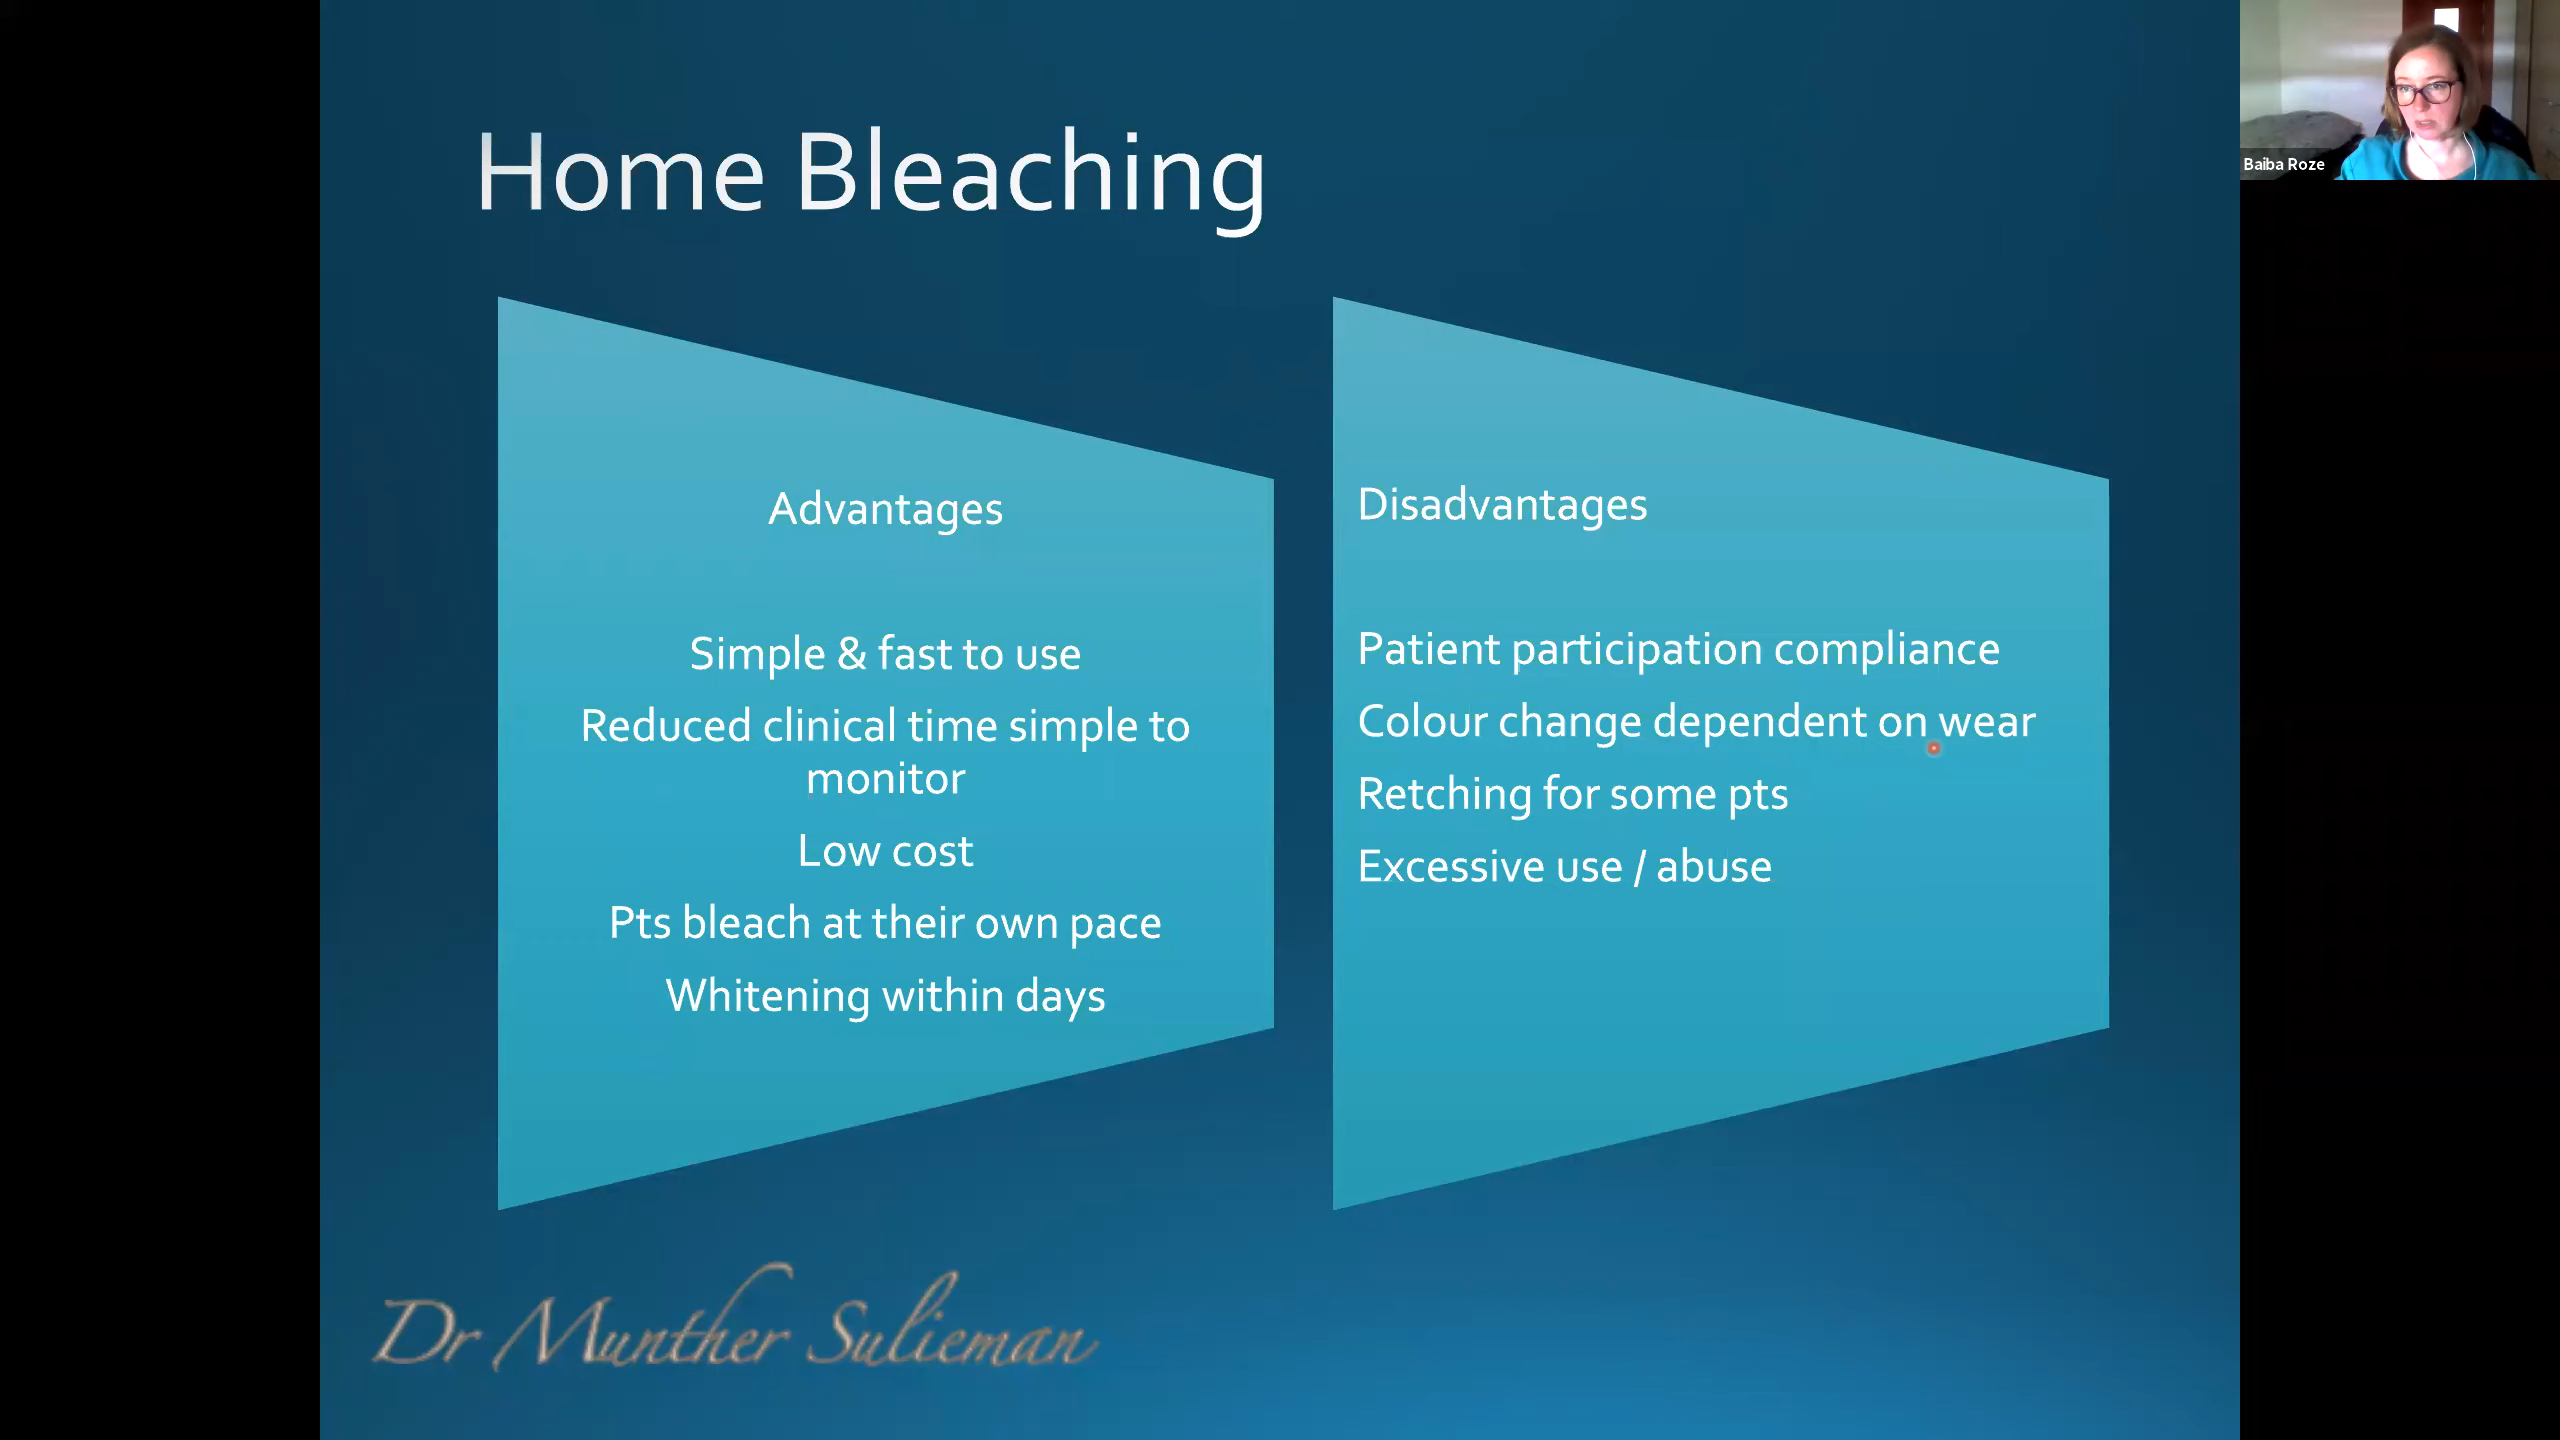 Home Bleaching
Advantages
Simple & fast to use
Reduced clinical time simple to
monitor
Low cost
Pts bleach at their own pace
Whitening within days
Disadvantages
Patient participation compliance
Colour change dependent on wear
Retching for some pts
Excessive use / abuse
Dr Munther Sulieman
Baiba Roze